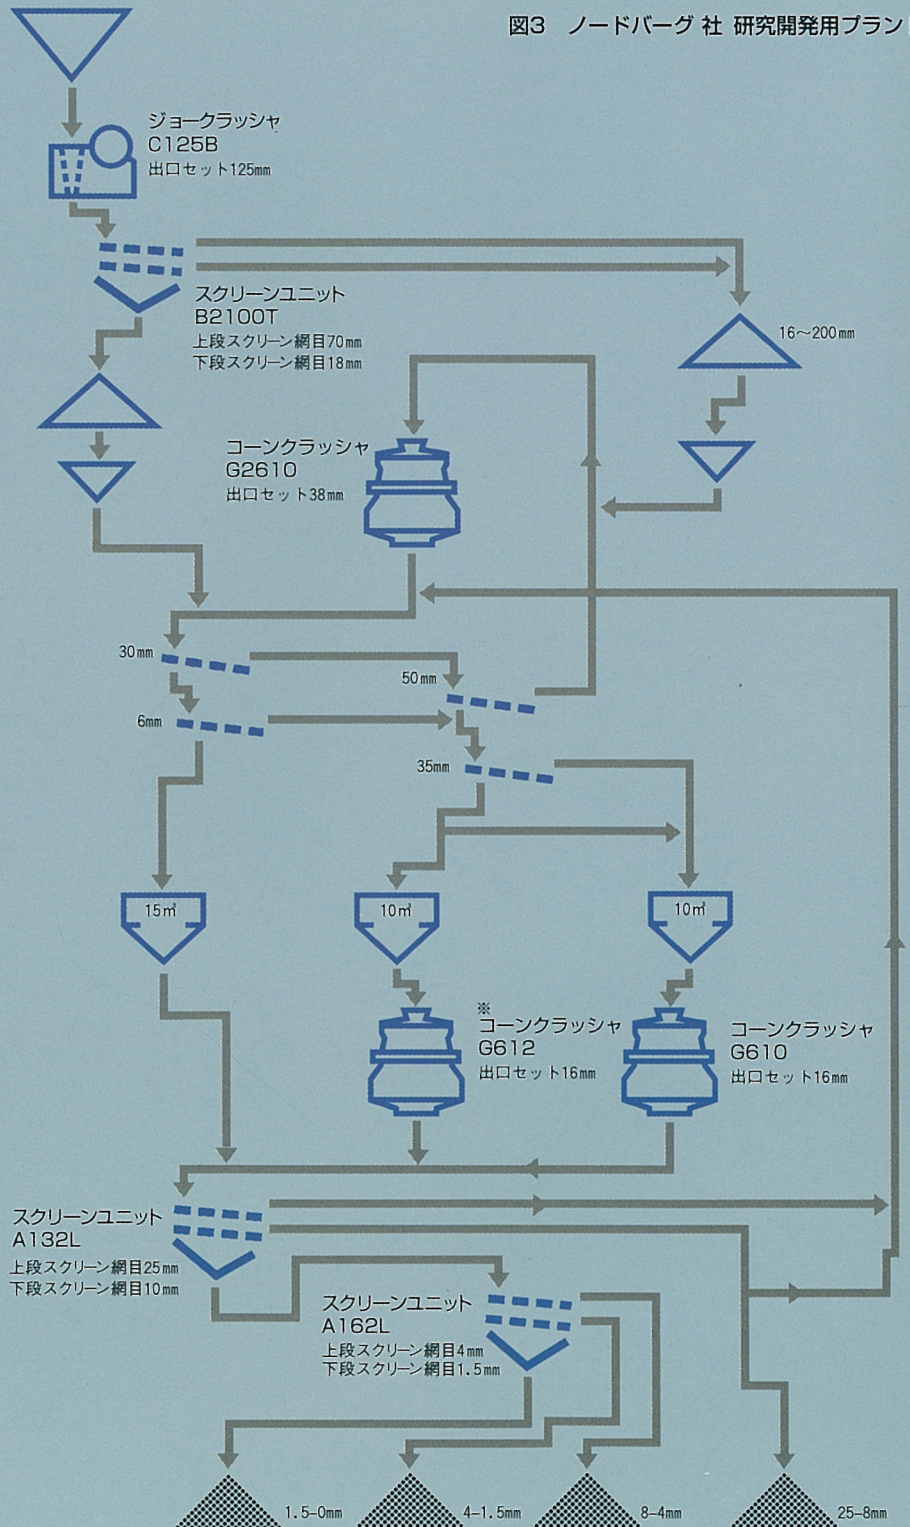 図3 ノードバーグ 社 研究開発用プラン
ジョークラッシャ
C125B
出口セット125mm
スクリーンユニット
B2100T
上段スクリーン網目70mm
下段スクリーン網目18mm
16〜200mm
コーンクラッシャ
G2610
出口セット38mm
30mm
50mm
6mm
35mm
15㎡
10㎡
10㎡
※
コーンクラッシャ
G612
出口セット16mm
コーンクラッシャ
G610
出口セット16mm
スクリーンユニット
A132L
上段スクリーン網目25mm
下段スクリーン網目10mm
スクリーンユニット
A162L
上段スクリーン網目4mm
下段スクリーン網目1.5mm
1.5-0mm
4-1.5mm
8-4mm
25-8mm